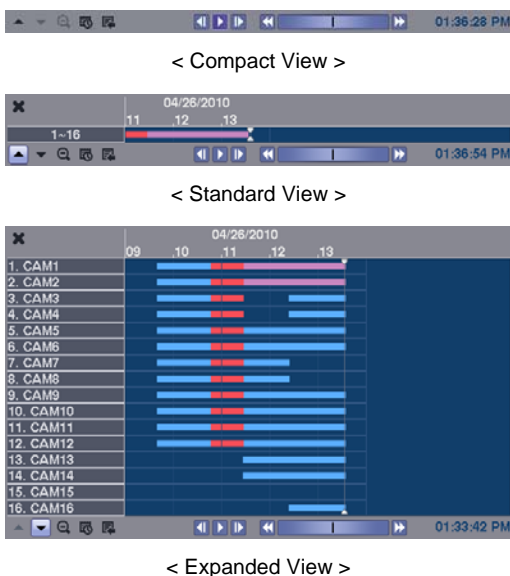 01:36:28 PM
< Compact View >
04/26/2010
11 ,12 ,13
1~16
01:36:54 PM
< Standard View >
04/26/2010
09 ,10 ,11 ,12 ,13
1. CAM1
2. CAM2
3. CAM3
4. CAM4
5. CAM5
6. CAM6
7. CAM7
8. CAM8
9. CAM9
10. CAM10
11. CAM11
12. CAM12
13. CAM13
14. CAM14
15. CAM15
16. CAM16
01:33:42 PM
< Expanded View >